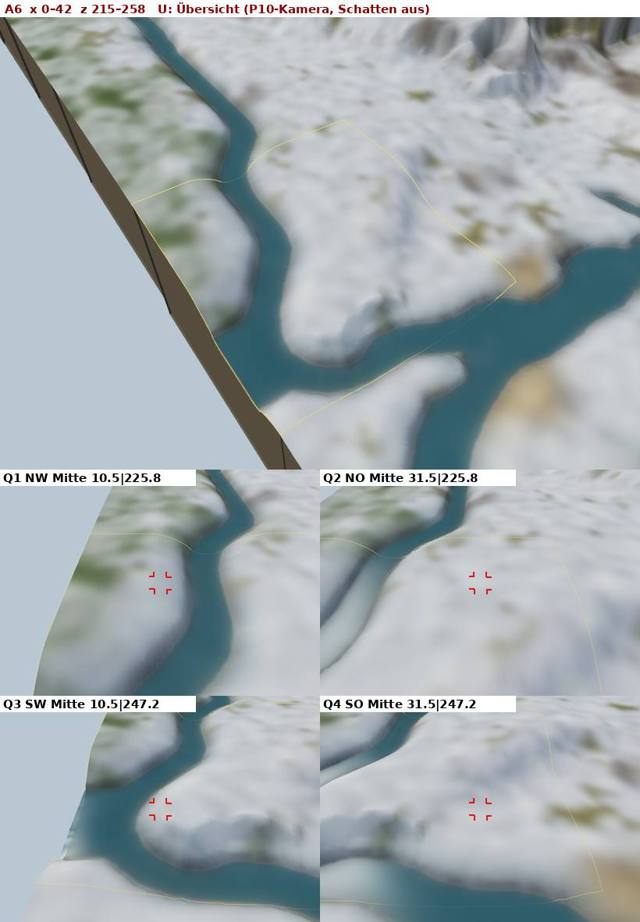 A6 x 0–42 z 215–258 U: Übersicht (P10-Kamera, Schatten aus)
Q1 NW Mitte 10.5|225.8
Q2 NO Mitte 31.5|225.8
Q3 SW Mitte 10.5|247.2
Q4 SO Mitte 31.5|247.2